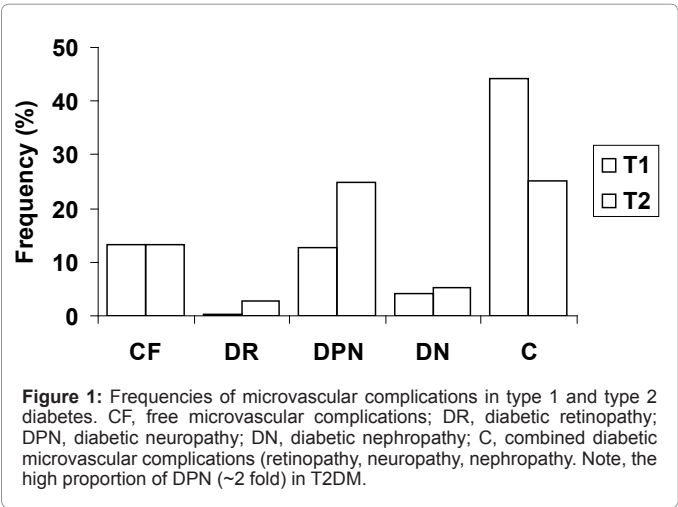 50
40
30
20
10
0
Frequency (%)
CF DR DPN DN C
T1
T2
Figure 1: Frequencies of microvascular complications in type 1 and type 2
diabetes. CF, free microvascular complications; DR, diabetic retinopathy;
DPN, diabetic neuropathy; DN, diabetic nephropathy; C, combined diabetic
microvascular complications (retinopathy, neuropathy, nephropathy. Note, the
high proportion of DPN (~2 fold) in T2DM.